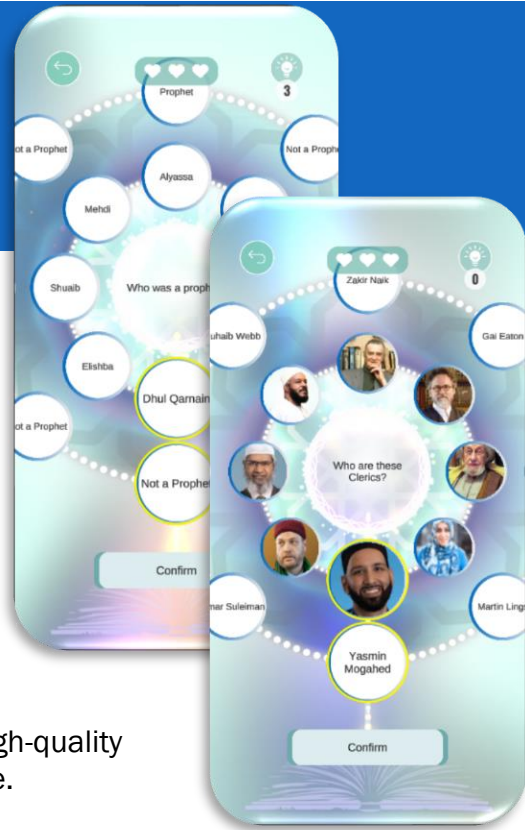 3
Prophet
ot a Prophet
Not a Proph
Alyassa
Mehdi
Shuaib
Who was a proph
Elishba
Dhul Qarnain
ot a Prophet
Not a Prophe
Confirm
0
Zakir Naik
uhaib Webb
Gai Eaton
Who are these
Clerics?
mar Suleiman
Martin Ling
Yasmin
Mogahed
Confirm
gh-quality
e.